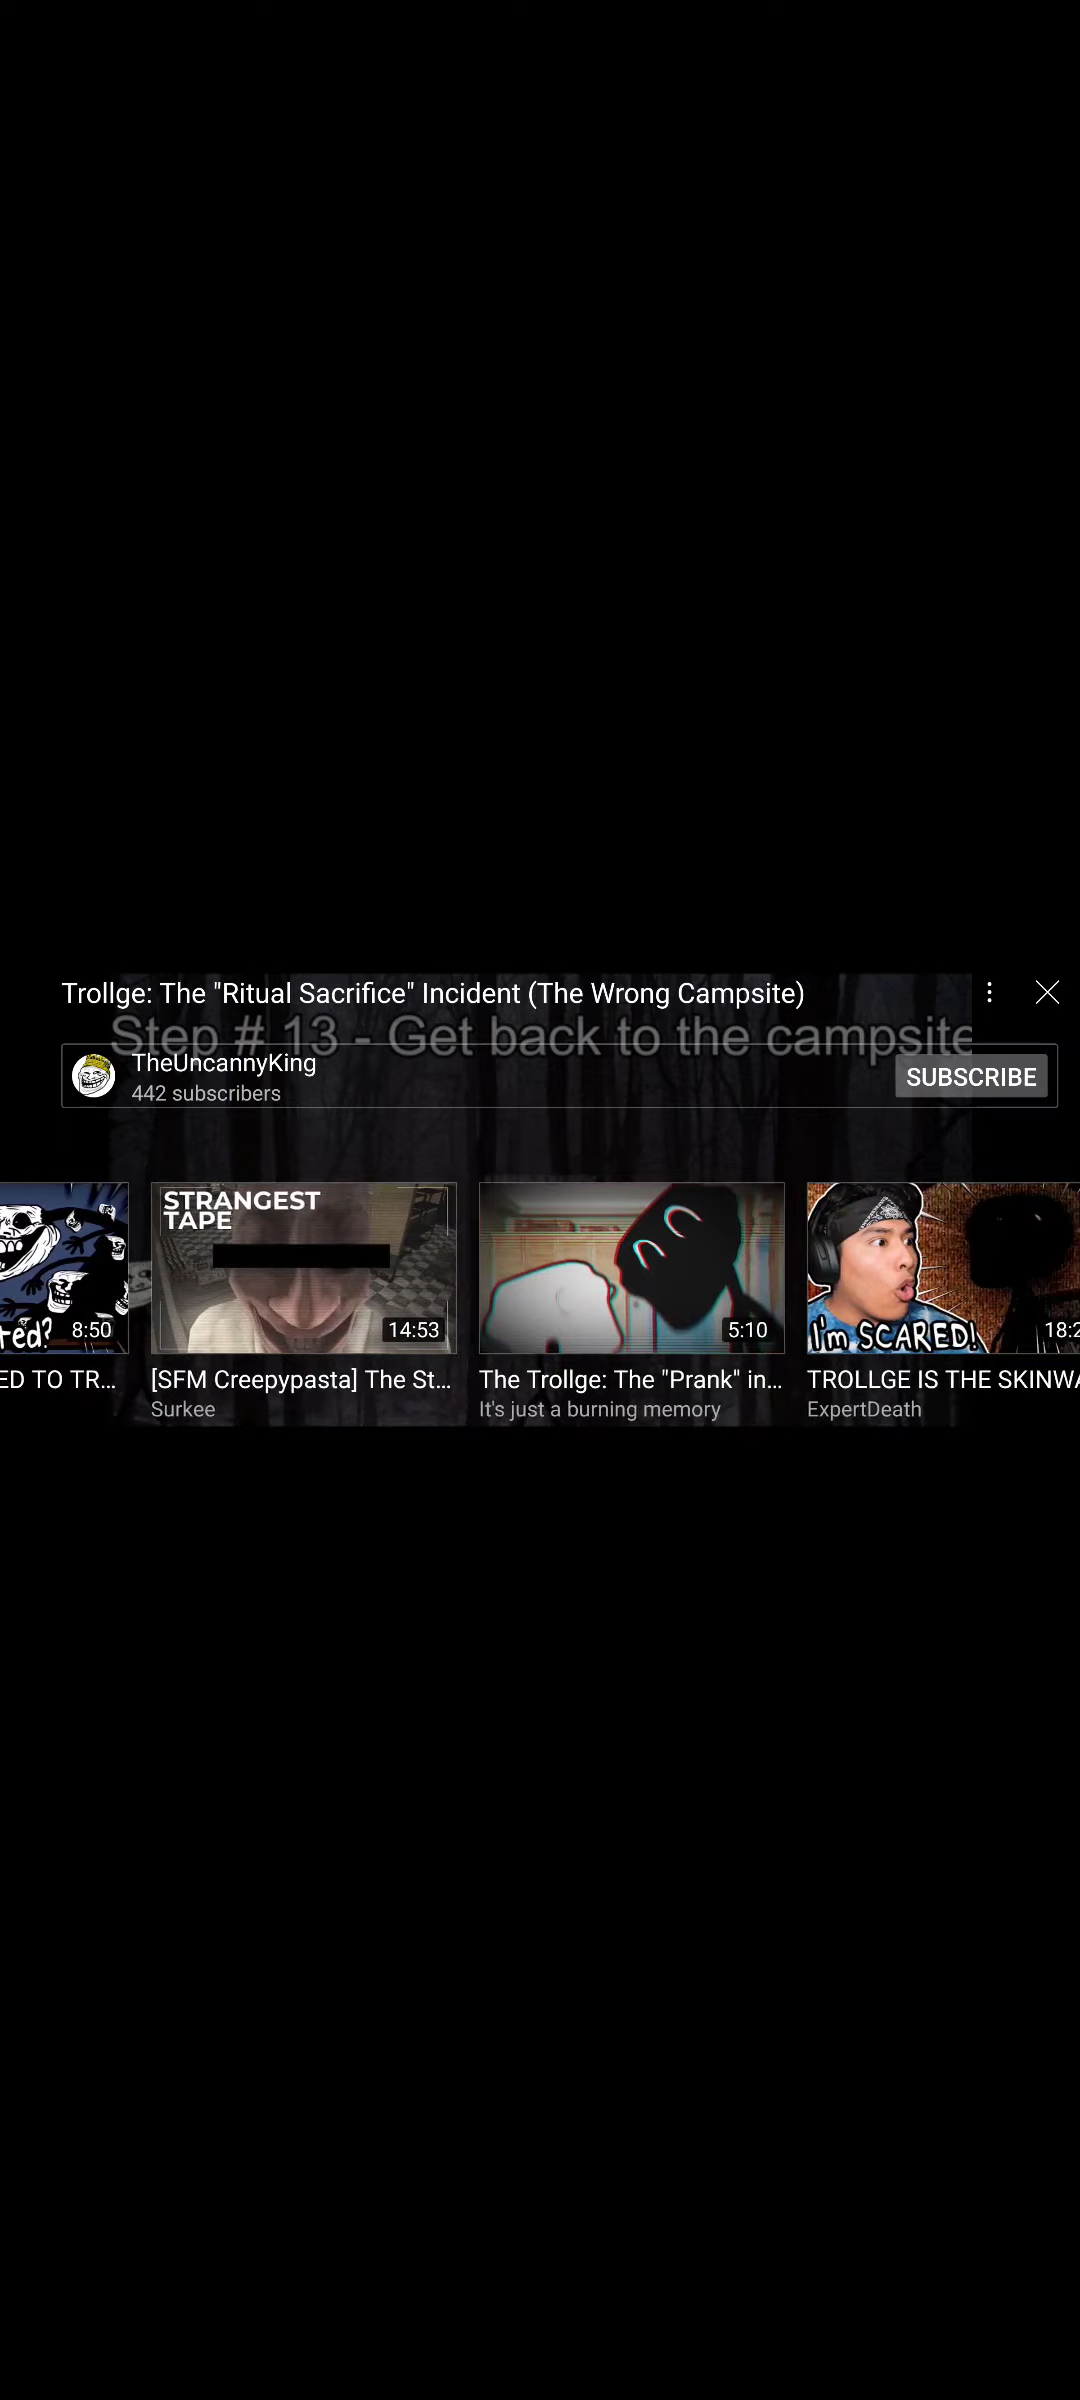 Trollge: The "Ritual Sacrifice" Incident (The Wrong Campsite)
Step # 13 - Get back to the campsite
TheUncannyKing
442 subscribers
SUBSCRIBE
STRANGEST
TAPE
I'm SCARED!
8:50
14:53
5:10
18:2
ED TO TR...
[SFM Creepypasta] The St...
The Trollge: The "Prank" in...
TROLLGE IS THE SKINWA
Surkee
It's just a burning memory
ExpertDeath